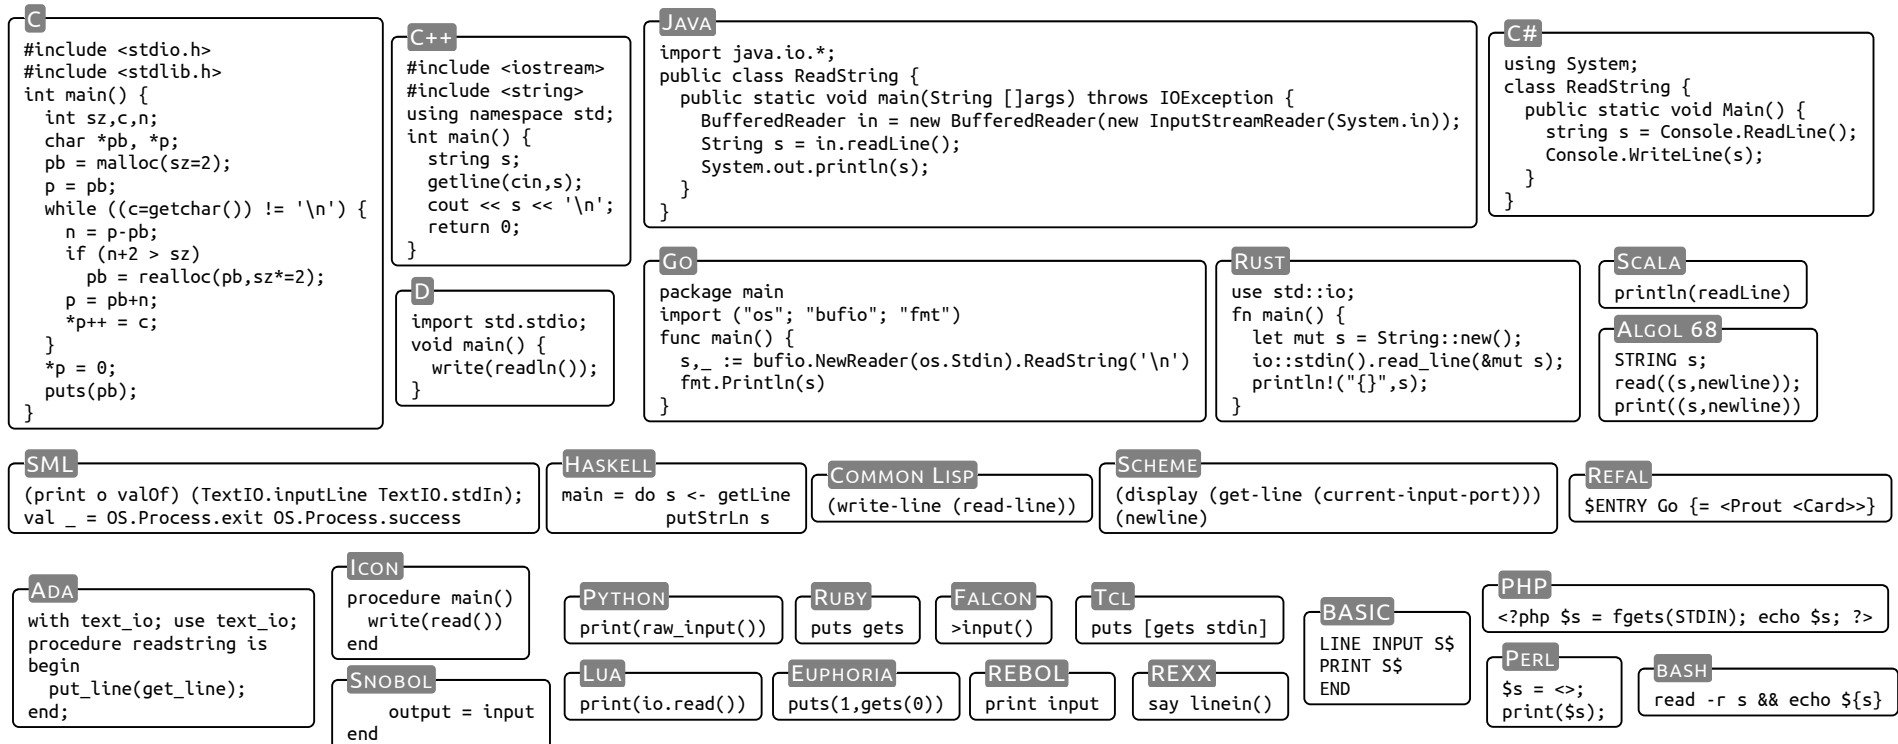 C
#include <stdio.h>
#include <stdlib.h>
int main() {
  int sz,c,n;
  char *pb, *p;
  pb = malloc(sz=2);
  p = pb;
  while ((c=getchar()) != '\n') {
    n = p-pb;
    if (n+2 > sz)
      pb = realloc(pb,sz*=2);
    p = pb+n;
    *p++ = c;
  }
  *p = 0;
  puts(pb);
}
C++
#include <iostream>
#include <string>
using namespace std;
int main() {
  string s;
  getline(cin,s);
  cout << s << '\n';
  return 0;
}
D
import std.stdio;
void main() {
  write(readln());
}
JAVA
import java.io.*;
public class ReadString {
  public static void main(String []args) throws IOException {
    BufferedReader in = new BufferedReader(new InputStreamReader(System.in));
    String s = in.readLine();
    System.out.println(s);
  }
}
C#
using System;
class ReadString {
  public static void Main() {
    string s = Console.ReadLine();
    Console.WriteLine(s);
  }
}
GO
package main
import ("os"; "bufio"; "fmt")
func main() {
  s,_ := bufio.NewReader(os.Stdin).ReadString('\n')
  fmt.Println(s)
}
RUST
use std::io;
fn main() {
  let mut s = String::new();
  io::stdin().read_line(&mut s);
  println!("{}",s);
}
SCALA
println(readLine)
ALGOL 68
STRING s;
read((s,newline));
print((s,newline))
SML
(print o valOf) (TextIO.inputLine TextIO.stdIn);
val _ = OS.Process.exit OS.Process.success
HASKELL
main = do s <- getLine
          putStrLn s
COMMON LISP
(write-line (read-line))
SCHEME
(display (get-line (current-input-port)))
(newline)
REFAL
$ENTRY Go {= <Prout <Card>>}
ADA
with text_io; use text_io;
procedure readstring is
begin
  put_line(get_line);
end;
ICON
procedure main()
  write(read())
end
SNOBOL
    output = input
end
PYTHON
print(raw_input())
RUBY
puts gets
FALCON
>input()
TCL
puts [gets stdin]
LUA
print(io.read())
EUPHORIA
puts(1,gets(0))
REBOL
print input
REXX
say linein()
BASIC
LINE INPUT S$
PRINT S$
END
PHP
<?php $s = fgets(STDIN); echo $s; ?>
PERL
$s = <>;
print($s);
BASH
read -r s && echo ${s}